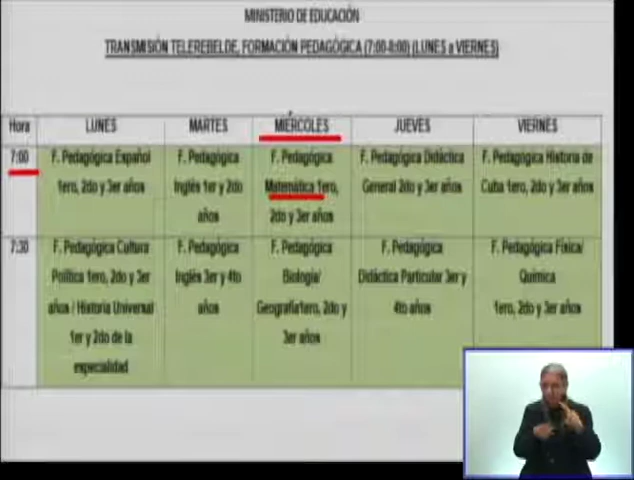 MINISTERIO DE EDUCACIÓN
TRANSMISIÓN TELEREBELDE, FORMACIÓN PEDAGÓGICA (7:00-8:00) (LUNES a VIERNES)
Hora LUNES MARTES MIÉRCOLES JUEVES VIERNES
7:00
F. Pedagógica Español
1ero, 2do y 3er años
F. Pedagógica
Inglés 1er y 2do
años
F. Pedagógica
Matemática 1ero,
2do y 3er años
F. Pedagógica Didáctica
General 2do y 3er años
F. Pedagógica Historia de
Cuba 1ero, 2do y 3er años
7:30
F. Pedagógica Cultura
Política 1ero, 2do y 3er
años / Historia Universal
1er y 2do de la
especialidad
F. Pedagógica
Inglés 3er y 4to
años
F. Pedagógica
Biología/
Geografía1ero, 2do y
3er años
F. Pedagógica
Didáctica Particular 3er y
4to años
F. Pedagógica Física/
Química
1ero, 2do y 3er años